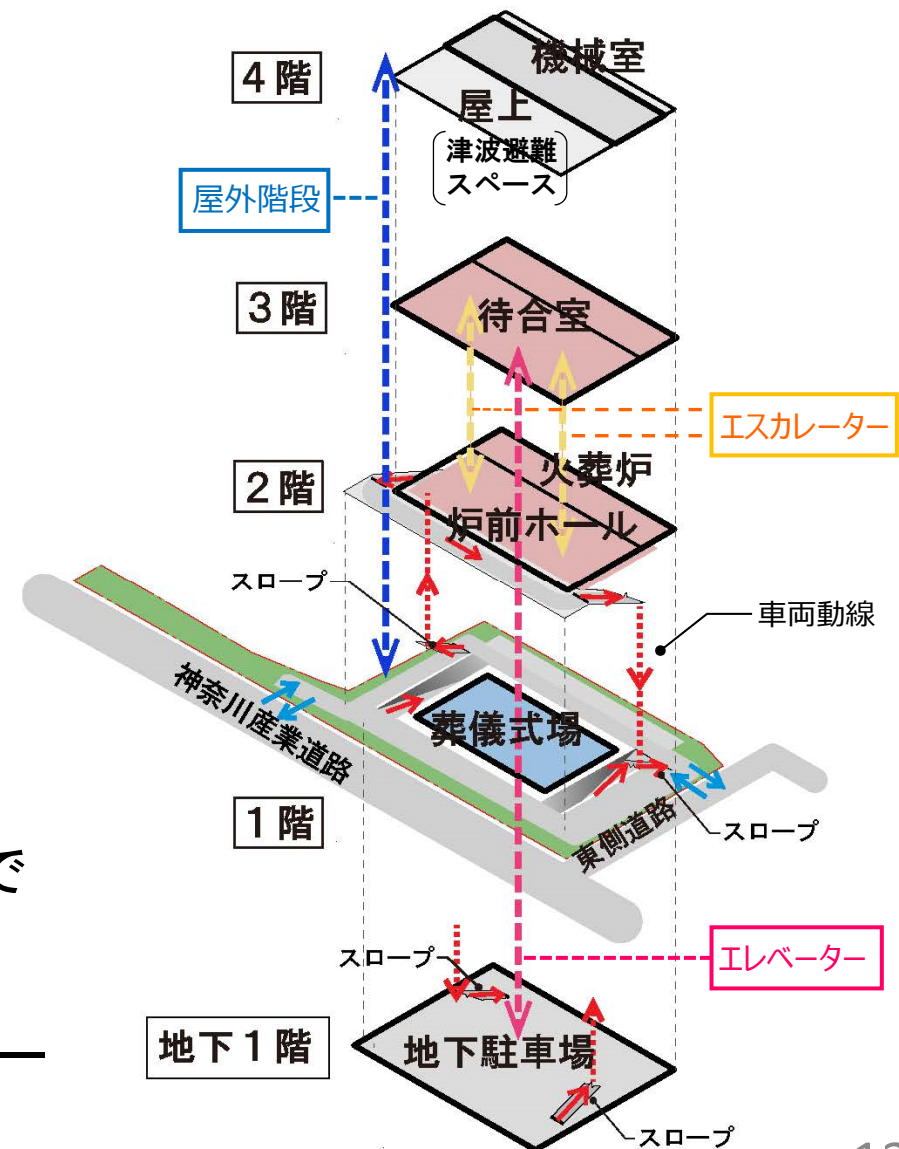 機械室
4階
屋上
津波避難
スペース
屋外階段
3階
待合室
エスカレーター
火葬炉
2階
炉前ホール
スロープ
車両動線
神奈川産業道路
葬儀式場
1階
東側道路
スロープ
で
スロープ
エレベーター
地下1階
地下駐車場
スロープ